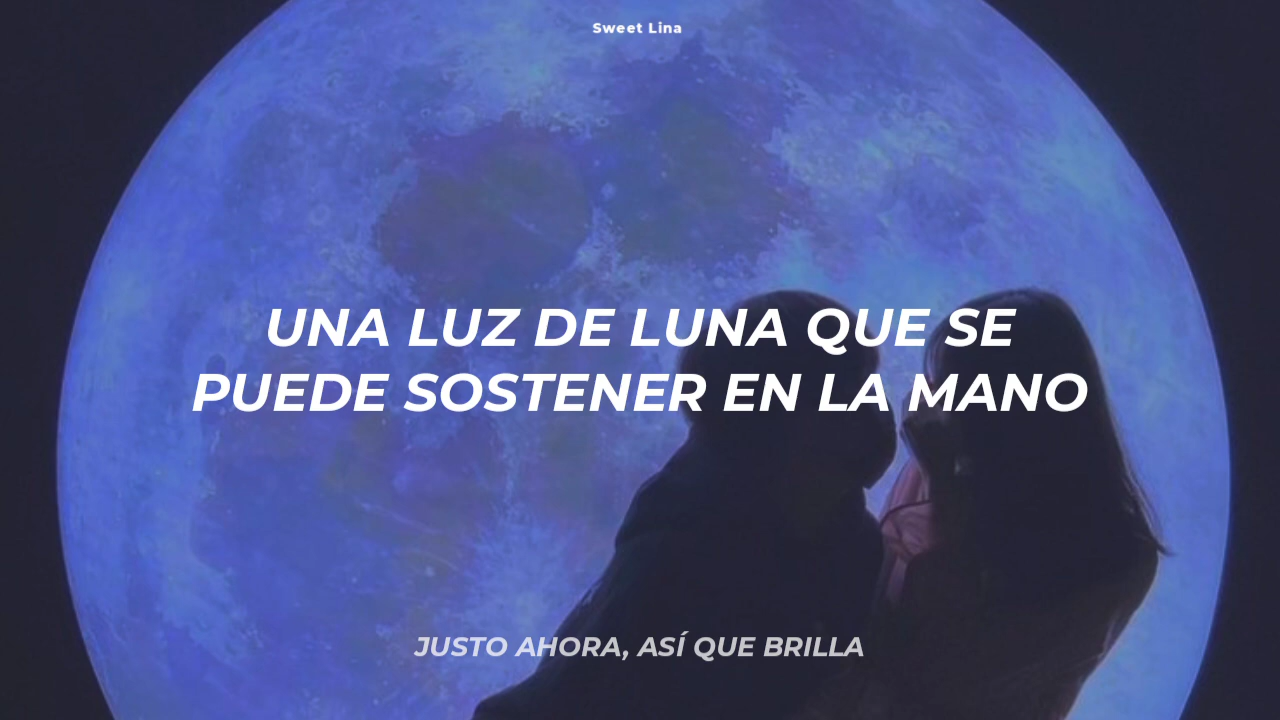 Sweet Lina
UNA LUZ DE LUNA QUE SE
PUEDE SOSTENER EN LA MANO
JUSTO AHORA, ASÍ QUE BRILLA